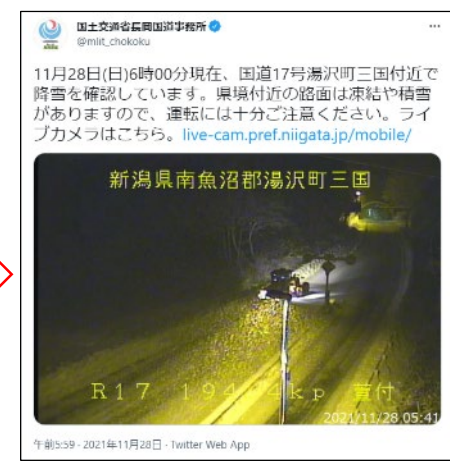 国土交通省長岡国道事務所
@mlit_chokoku
11月28日(日)6時00分現在、国道17号湯沢町三国付近で
降雪を確認しています。県境付近の路面は凍結や積雪
がありますので、運転には十分ご注意ください。ライ
ブカメラはこちら。live-cam.pref.niigata.jp/mobile/
新潟県南魚沼郡湯沢町三国
R17 194. 4kp 貫付
2021/11/28 05:41
午前5:59 · 2021年11月28日 · Twitter Web App